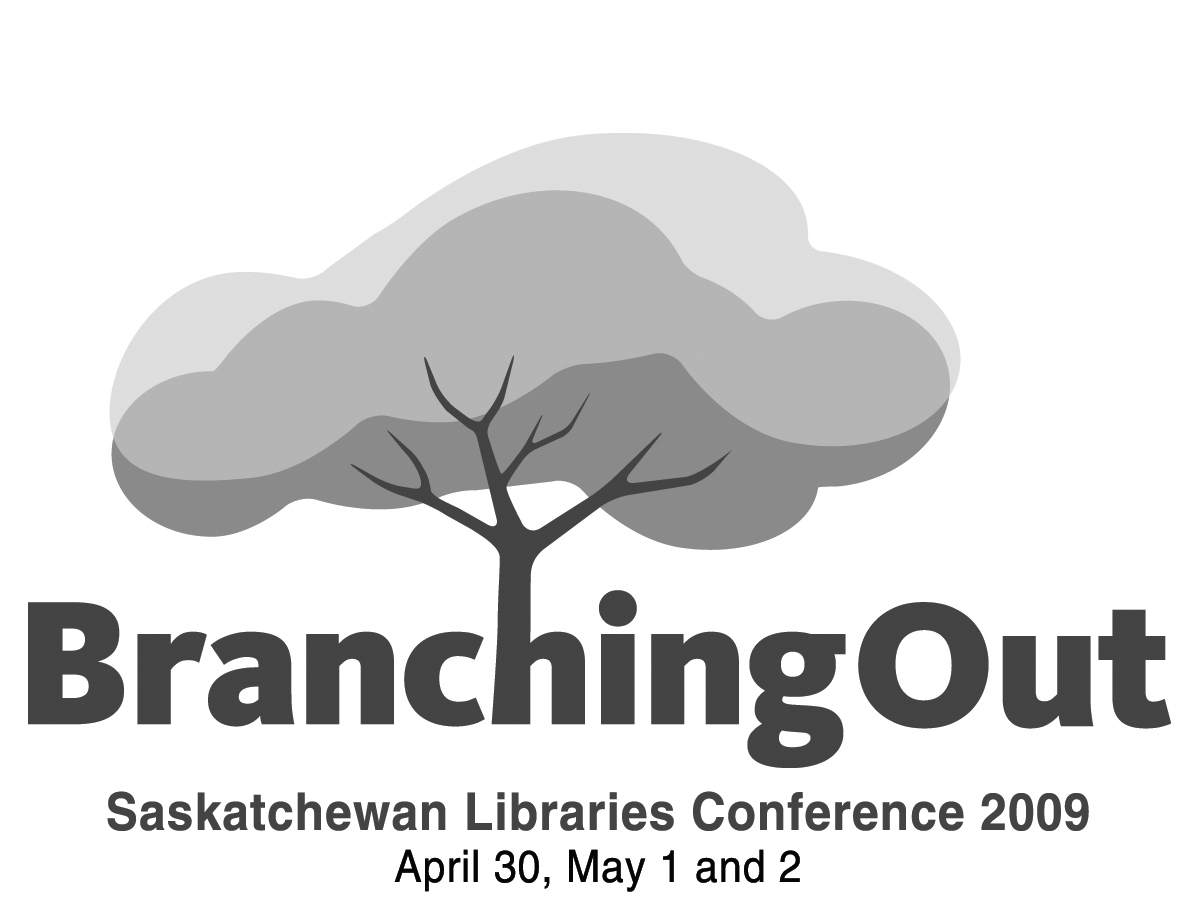 BranchingOut
Saskatchewan Libraries Conference 2009
April 30, May 1 and 2